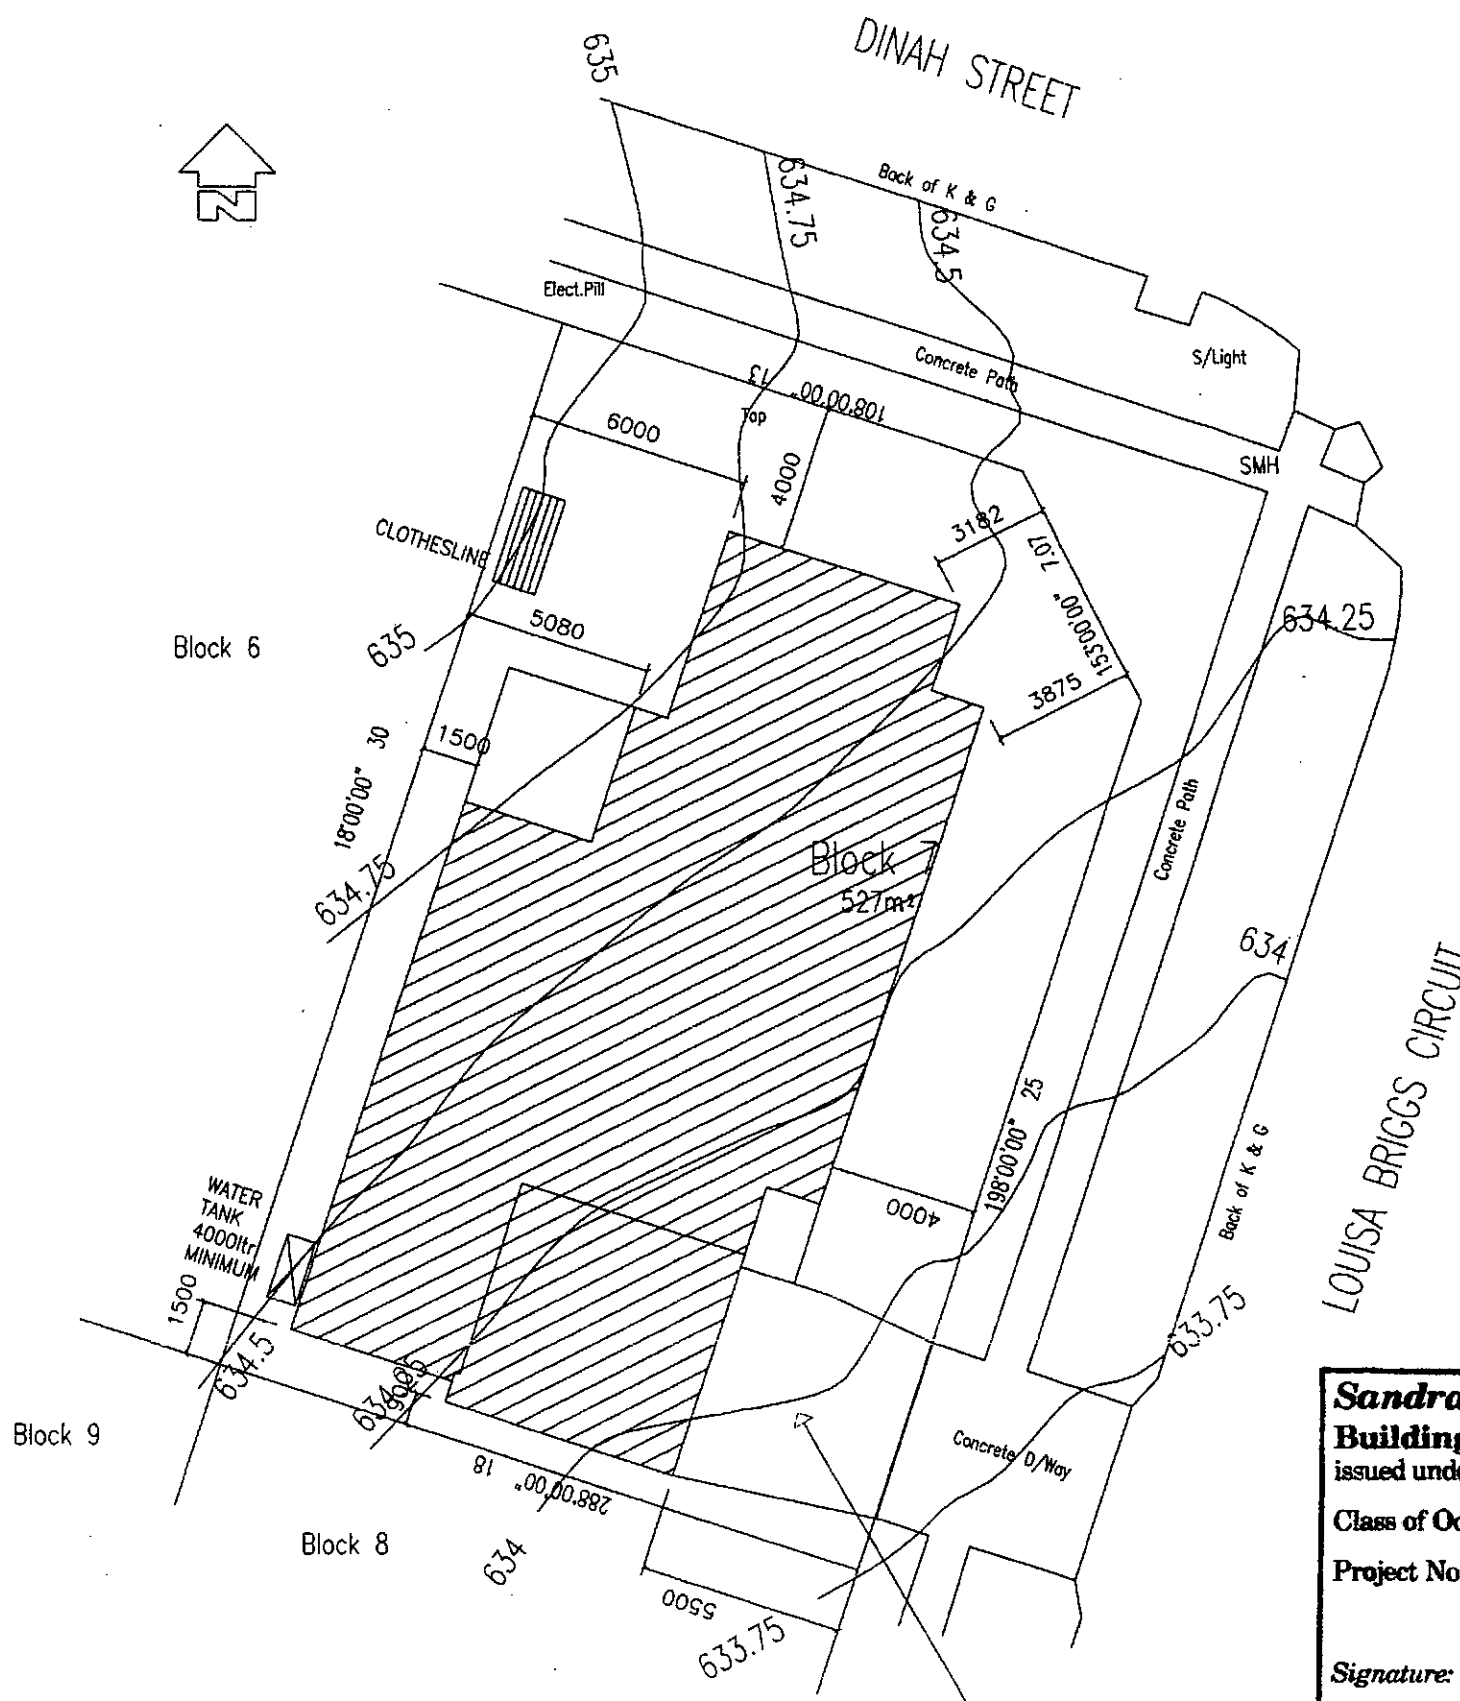 DINAH STREET
635
634.75
634.5
Back of K & G
N
Elect.Pill
Concrete Path
S/Light
108'00'00" 13
Tap
6000
4000
SMH
3182
CLOTHESLINE
153'00'00" 7.07
634.25
5080
Block 6
635
3875
1500
18'00'00" 30
Concrete Path
Block 7
527m²
634.75
634
LOUISA BRIGGS CIRCUIT
198'00'00" 25
Back of K & G
WATER
TANK
4000ltr
MINIMUM
4000
1500
634.5
634.25
900
633.75
Block 9
Concrete D/Way
288'00'00" 18
Block 8
634
5500
633.75
Sandra
Building
issued unde
Class of Oc
Project No
Signature: